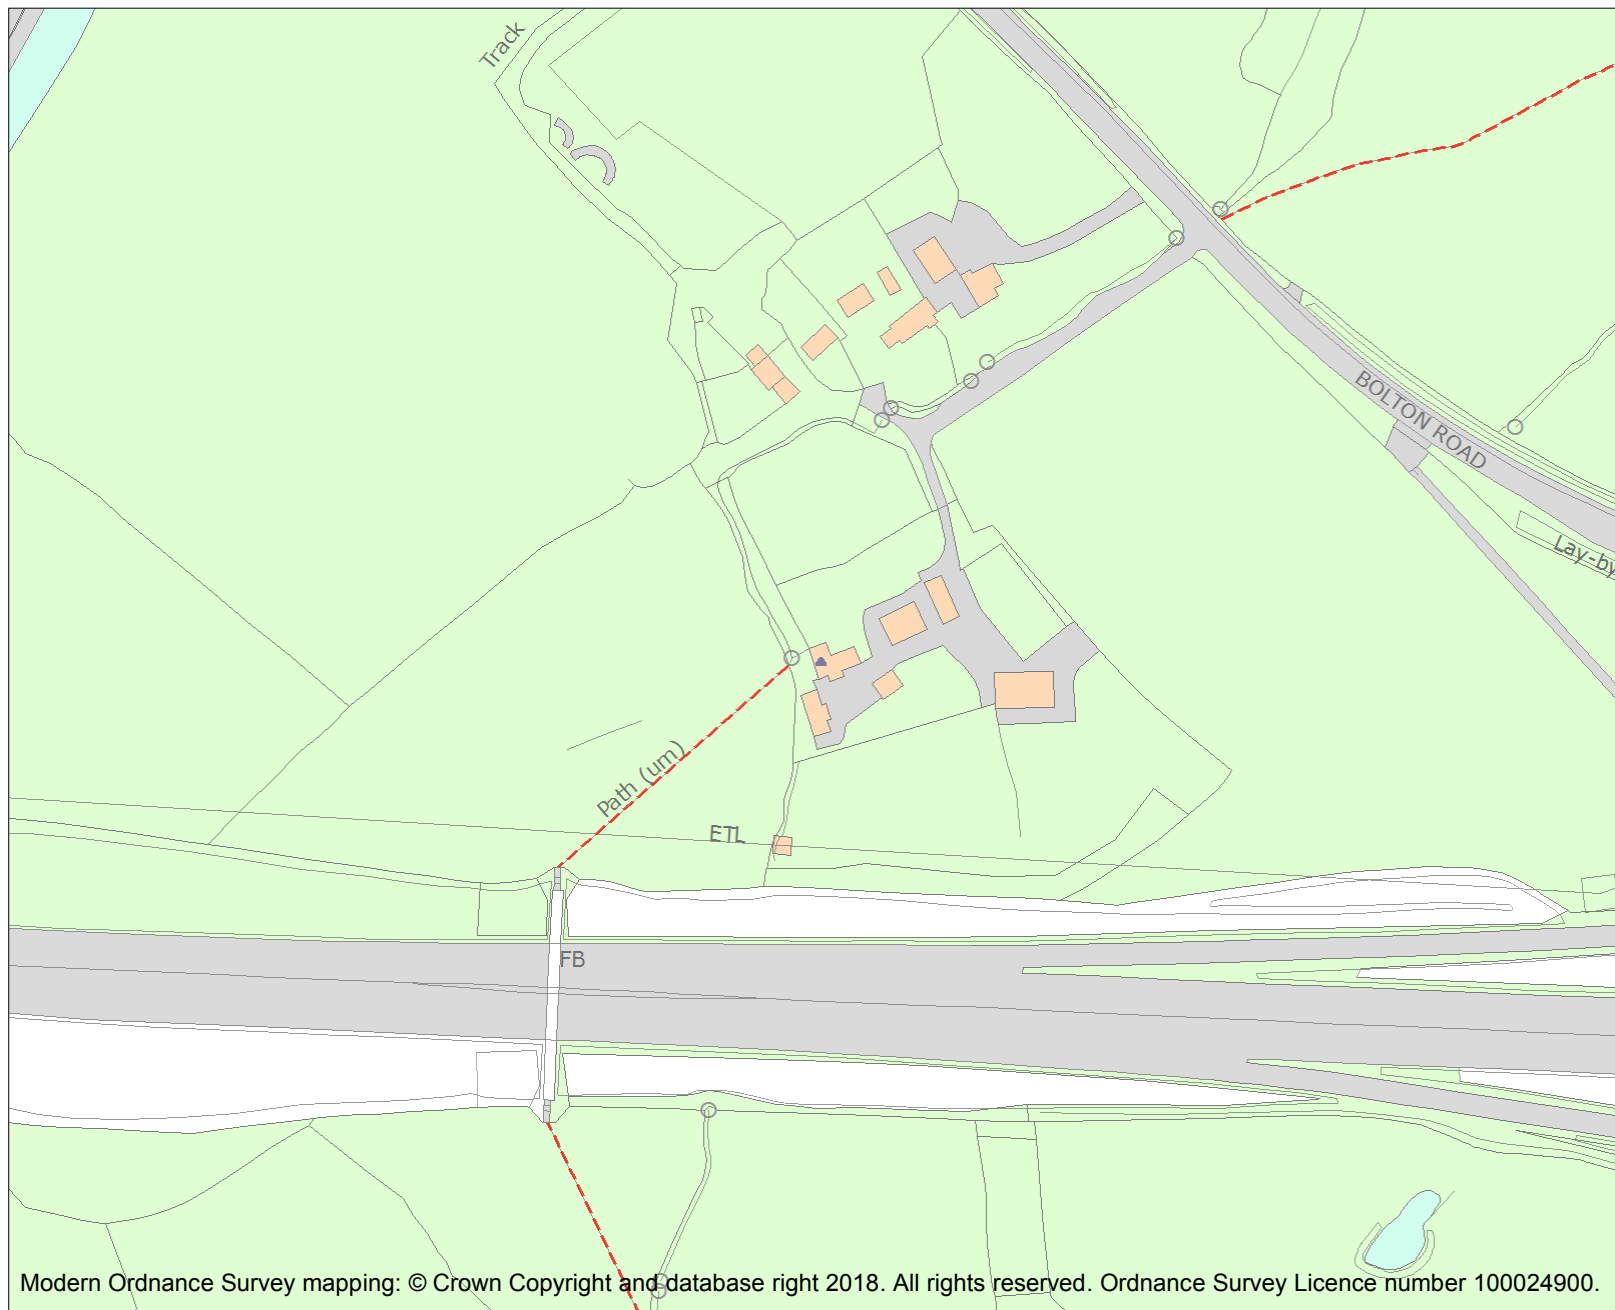 Track
BOLTON ROAD
Lay-by
Path (um)
ETL
FB
Modern Ordnance Survey mapping: © Crown Copyright and database right 2018. All rights reserved. Ordnance Survey Licence number 100024900.